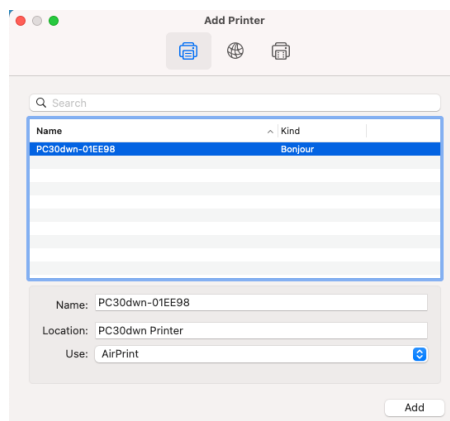 Add Printer
Search
Name Kind
PC30dwn-01EE98 Bonjour
Name: PC30dwn-01EE98
Location: PC30dwn Printer
Use: AirPrint
Add